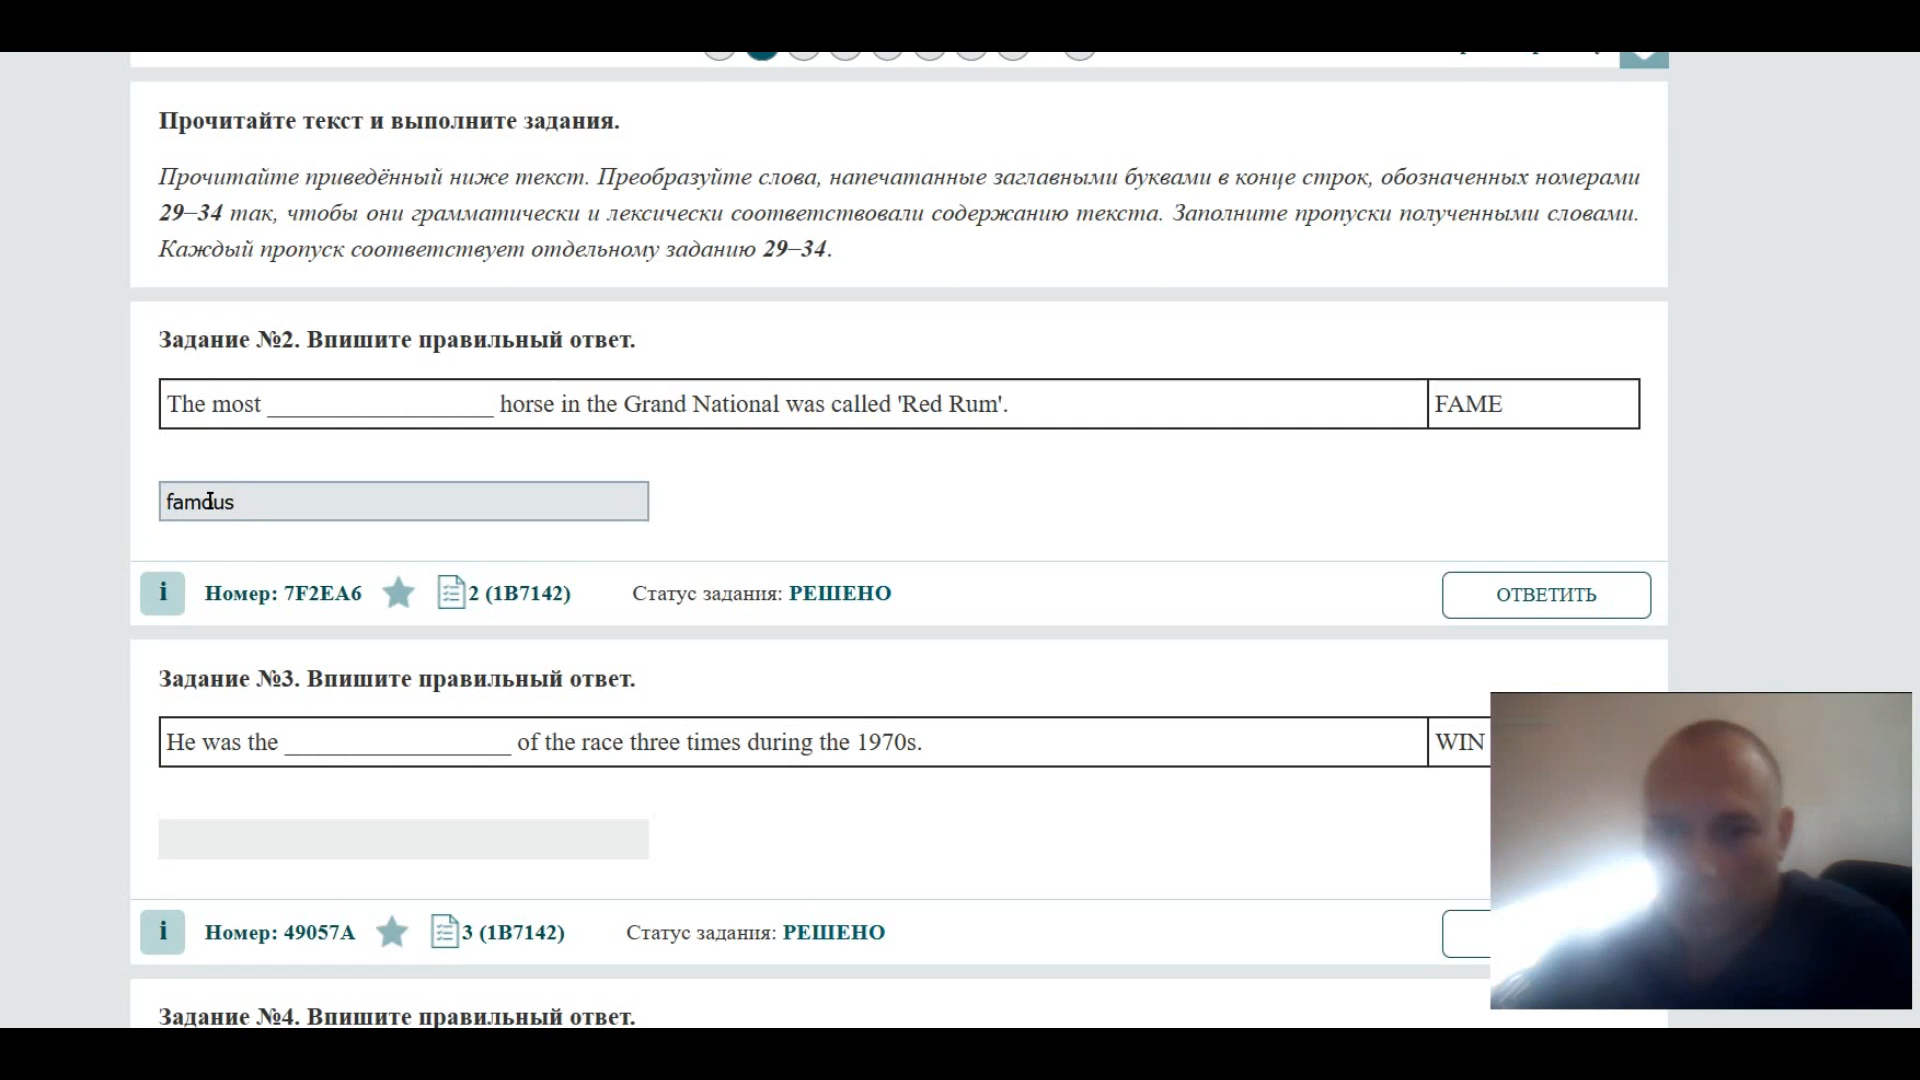 Прочитайте текст и выполните задания.
Прочитайте приведённый ниже текст. Преобразуйте слова, напечатанные заглавными буквами в конце строк, обозначенных номерами
29–34 так, чтобы они грамматически и лексически соответствовали содержанию текста. Заполните пропуски полученными словами.
Каждый пропуск соответствует отдельному заданию 29–34.
Задание №2. Впишите правильный ответ.
The most __________________ horse in the Grand National was called 'Red Rum'. FAME
famous
i Номер: 7F2EA6 2 (1B7142) Статус задания: РЕШЕНО ОТВЕТИТЬ
Задание №3. Впишите правильный ответ.
He was the __________________ of the race three times during the 1970s. WIN
i Номер: 49057A 3 (1B7142) Статус задания: РЕШЕНО
Задание №4. Впишите правильный ответ.